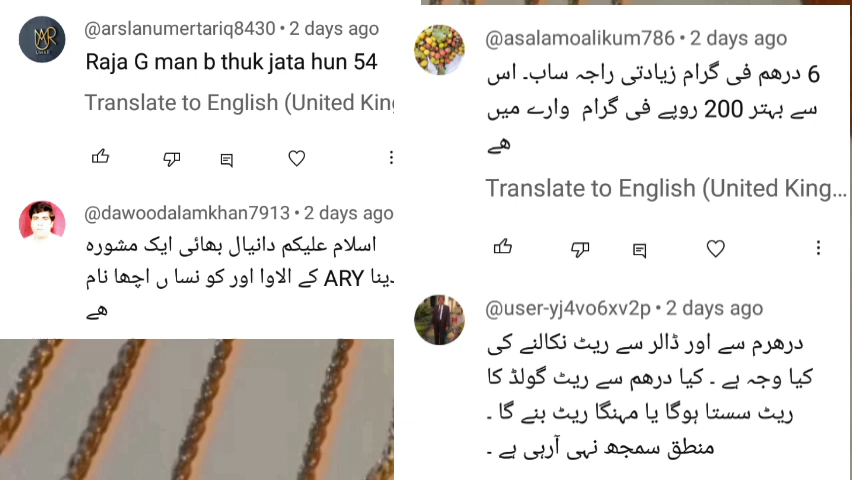 @arslanumertariq8430 • 2 days ago
Raja G man b thuk jata hun 54
Translate to English (United King
@dawoodalamkhan7913 • 2 days ago
اسلام علیکم دانیال بھائی ایک مشورہ
دینا ARY کے الاوا اور کو نسا ں اچھا نام
ھے
@asalamoalikum786 • 2 days ago
6 درھم فی گرام زیادتی راجہ ساب۔ اس
سے بہتر 200 روپے فی گرام وارے میں
ھے
Translate to English (United King...
@user-yj4vo6xv2p • 2 days ago
درھرم سے اور ڈالر سے ریٹ نکالنے کی
کیا وجہ ہے ۔ کیا درھم سے ریٹ گولڈ کا
ریٹ سستا ہوگا یا مہنگا ریٹ بنے گا ۔
منطق سمجھ نہی آرہی ہے ۔